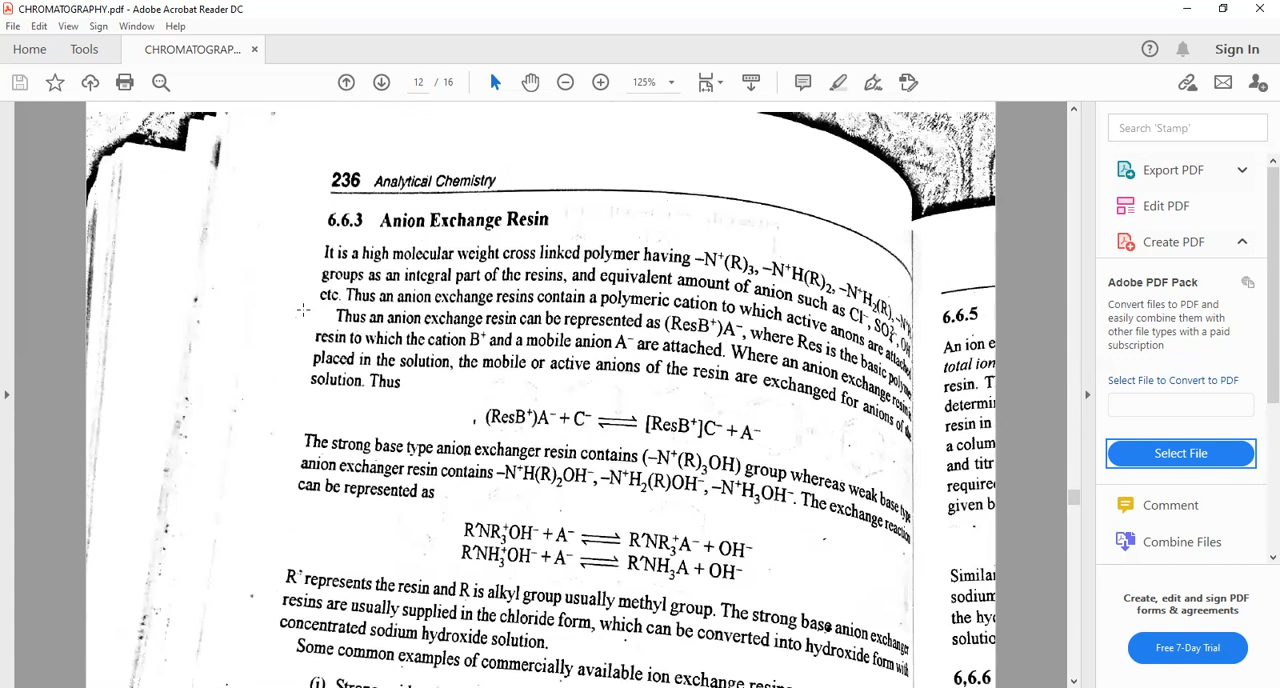 CHROMATOGRAPHY.pdf - Adobe Acrobat Reader DC
File Edit View Sign Window Help
Home Tools CHROMATOGRAP... × Sign In
12 / 16 125%
236 Analytical Chemistry
6.6.3 Anion Exchange Resin
It is a high molecular weight cross linked polymer having –N⁺(R)₃, –N⁺H(R)₂, –N⁺H₂(R),
groups as an integral part of the resins, and equivalent amount of anion such as Cl⁻, SO₄²⁻, OH
etc. Thus an anion exchange resins contain a polymeric cation to which active anons are attached
Thus an anion exchange resin can be represented as (ResB⁺)A⁻, where Res is the basic
resin to which the cation B⁺ and a mobile anion A⁻ are attached. Where an anion exchange resin
placed in the solution, the mobile or active anions of the resin are exchanged for anions of the
solution. Thus
(ResB⁺)A⁻ + C⁻ ⇌ [ResB⁺]C⁻ + A⁻
The strong base type anion exchanger resin contains (–N⁺(R)₃OH) group whereas weak base type
anion exchanger resin contains –N⁺H(R)₂OH⁻, –N⁺H₂(R)OH⁻, –N⁺H₃OH⁻. The exchange reaction
can be represented as
R'NR₃⁺OH⁻ + A⁻ ⇌ R'NR₃⁺A⁻ + OH⁻
R'NH₃⁺OH⁻ + A⁻ ⇌ R'NH₃A + OH⁻
R' represents the resin and R is alkyl group usually methyl group. The strong base anion exchanger
resins are usually supplied in the chloride form, which can be converted into hydroxide form with
concentrated sodium hydroxide solution.
Some common examples of commercially available ion exchange
(i)
6.6.5
An ion e
total ion
resin. T
determi
resin in
a colum
and titr
require
given b
Similar
sodium
the hy
solutio
6.6.6
Search 'Stamp'
Export PDF
Edit PDF
Create PDF
Adobe PDF Pack
Convert files to PDF and
easily combine them with
other file types with a paid
subscription
Select File to Convert to PDF
Select File
Comment
Combine Files
Create, edit and sign PDF
forms & agreements
Free 7-Day Trial